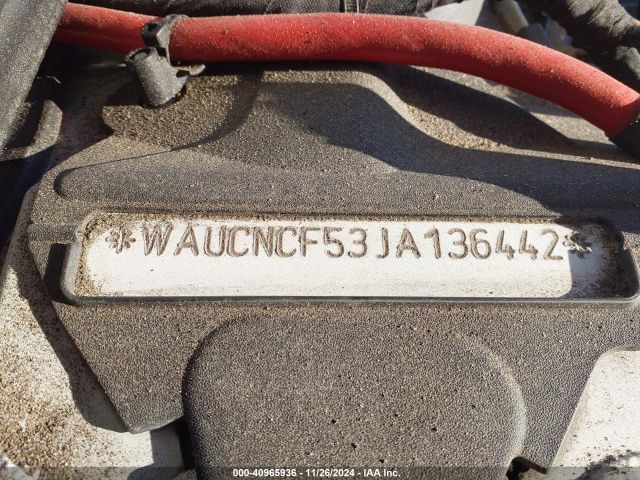 *WAUCNCF53JA136442*
000-40965936 - 11/26/2024 - IAA Inc.